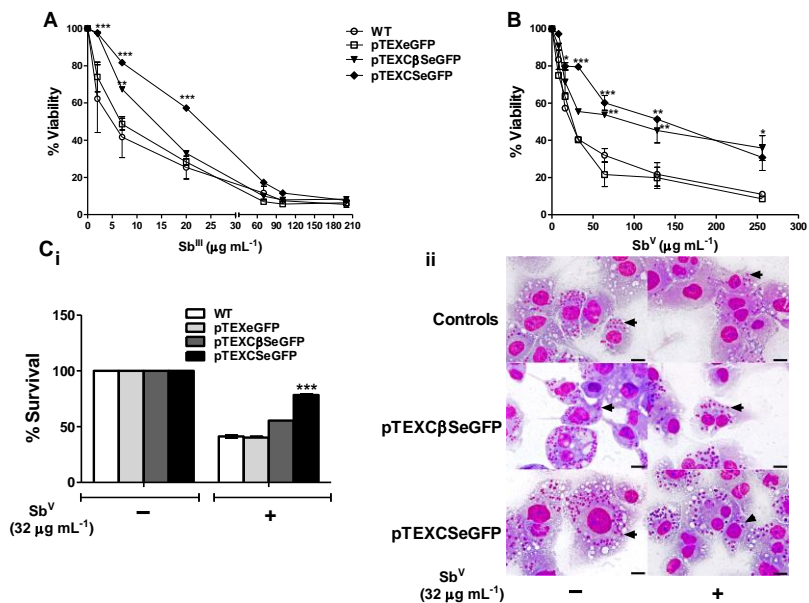 A
WT
pTEXeGFP
pTEXCβSeGFP
pTEXCSeGFP
% Viability
100
80
60
40
20
0
***
***
**
***
0 5 10 15 20 30 60 90 120 150 180 210
Sb^III (µg mL⁻¹)
B
% Viability
100
80
60
40
20
0
*
***
***
**
**
**
*
0 50 100 150 200 250 300
Sb^V (µg mL⁻¹)
C i
WT
pTEXeGFP
pTEXCβSeGFP
pTEXCSeGFP
% Survival
150
100
50
0
***
Sb^V
(32 µg mL⁻¹)
− +
ii
Controls
pTEXCβSeGFP
pTEXCSeGFP
Sb^V
(32 µg mL⁻¹)
− +